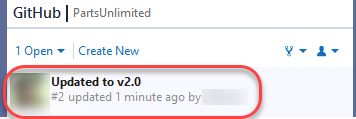 GitHub | PartsUnlimited
1 Open Create New
Updated to v2.0
#2 updated 1 minute ago by